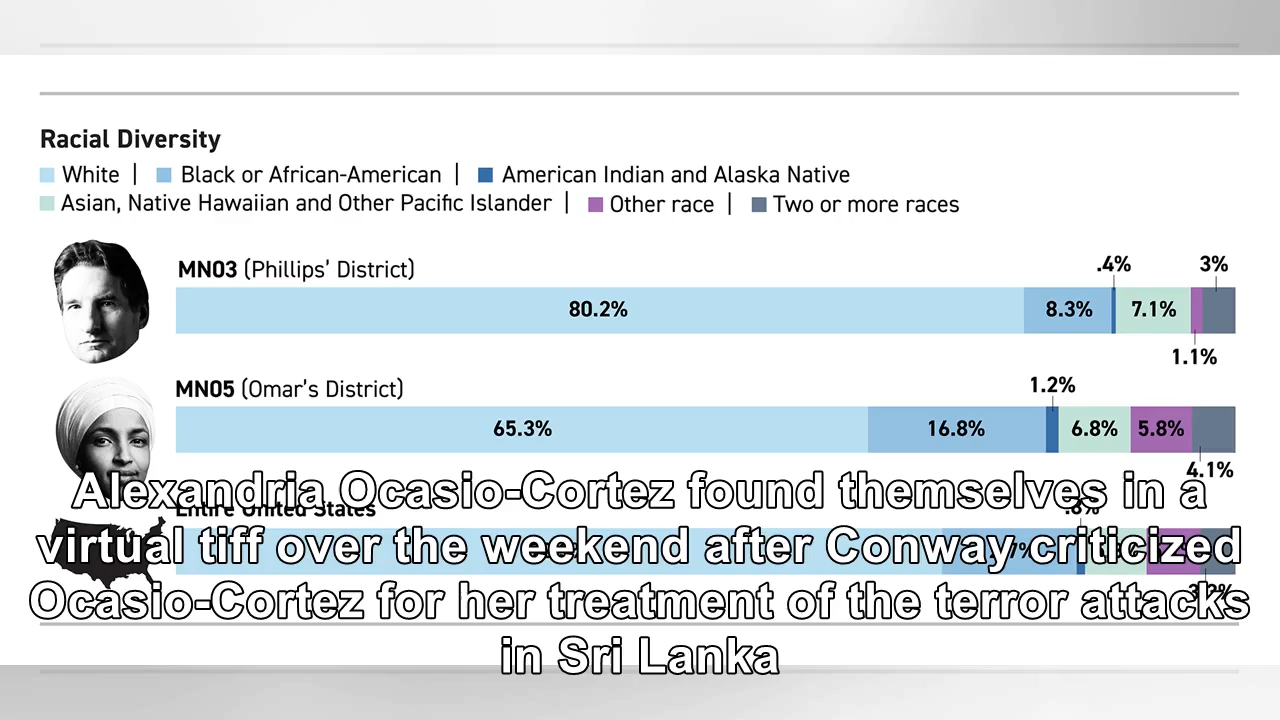 Racial Diversity
White | Black or African-American | American Indian and Alaska Native
Asian, Native Hawaiian and Other Pacific Islander | Other race | Two or more races
MN03 (Phillips' District)
.4% 3%
80.2% 8.3% 7.1%
1.1%
MN05 (Omar's District)
1.2%
65.3% 16.8% 6.8% 5.8%
4.1%
Entire United States
.8%
Alexandria Ocasio-Cortez found themselves in a
virtual tiff over the weekend after Conway criticized
Ocasio-Cortez for her treatment of the terror attacks
in Sri Lanka